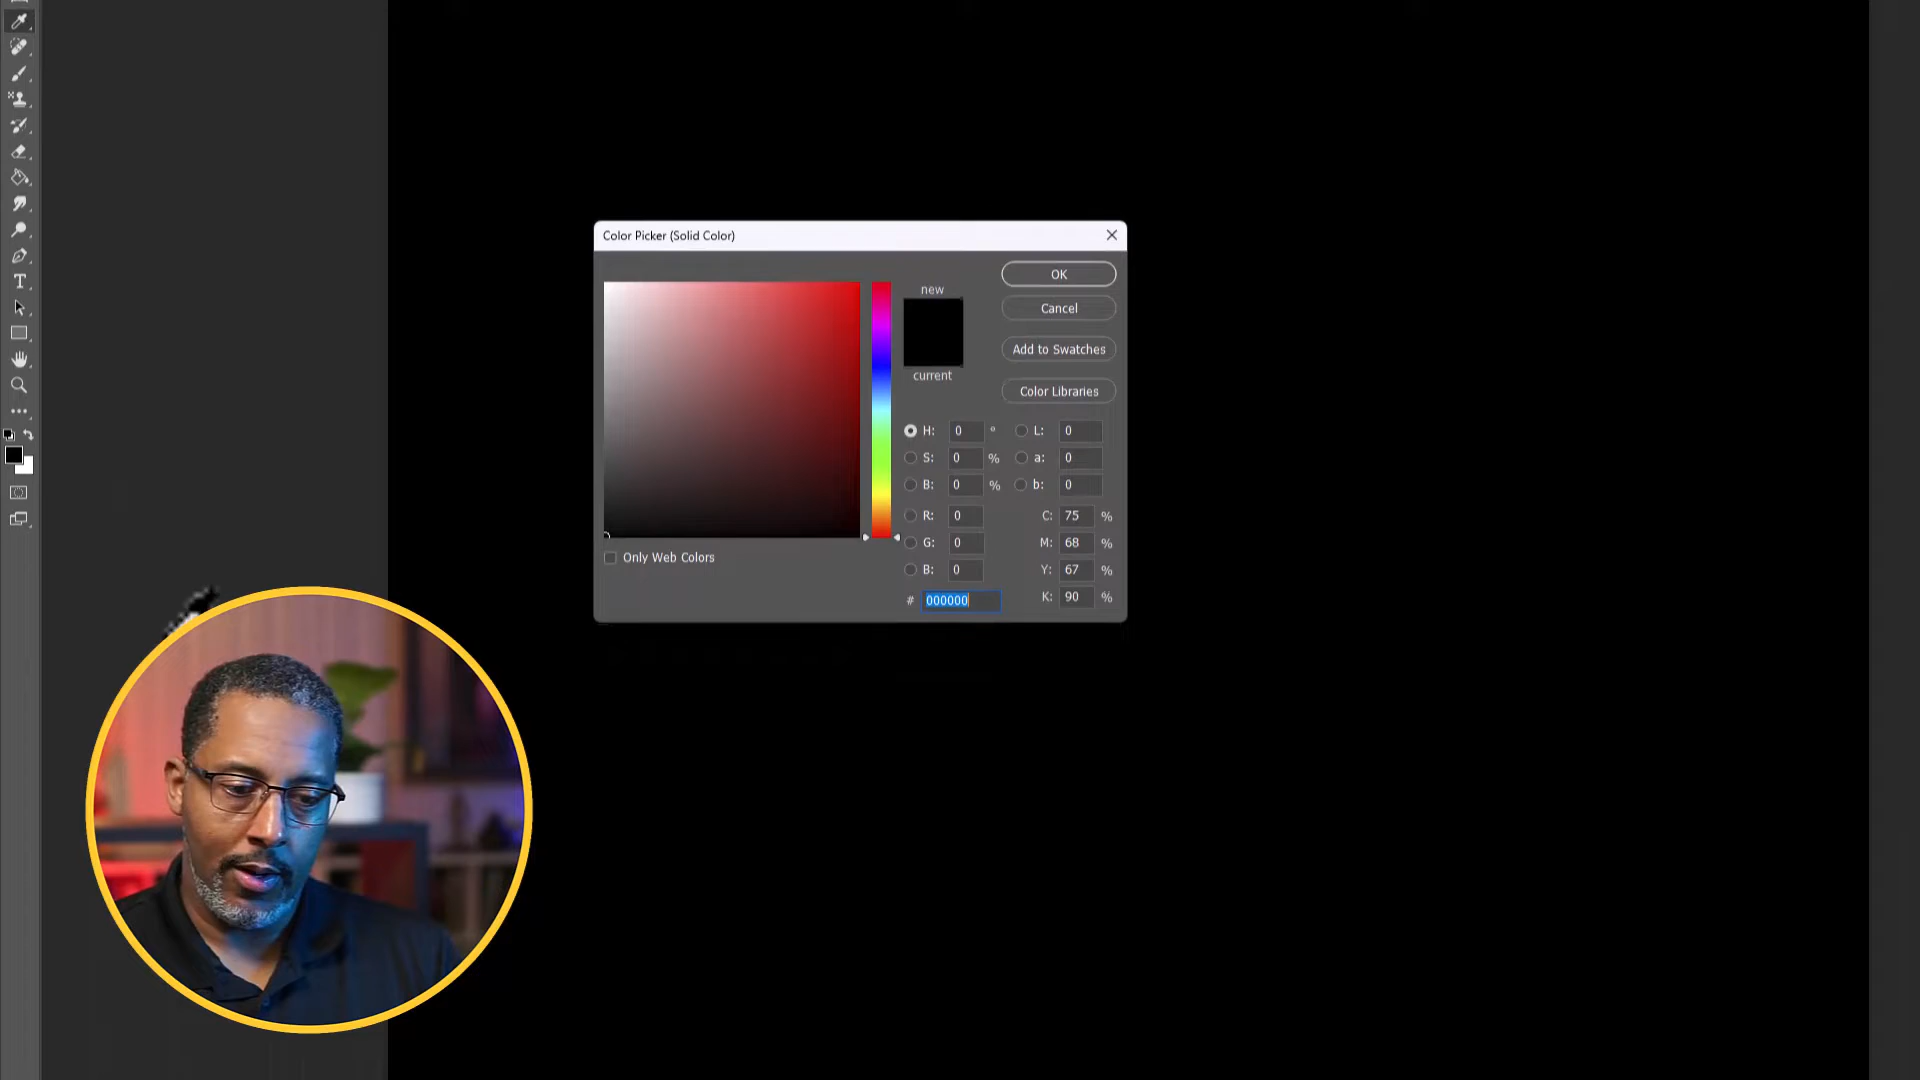 Color Picker (Solid Color)
OK
new
Cancel
Add to Swatches
current
Color Libraries
H: 0 °
L: 0
S: 0 %
a: 0
B: 0 %
b: 0
R: 0
C: 75 %
G: 0
M: 68 %
Only Web Colors
B: 0
Y: 67 %
# 000000
K: 90 %